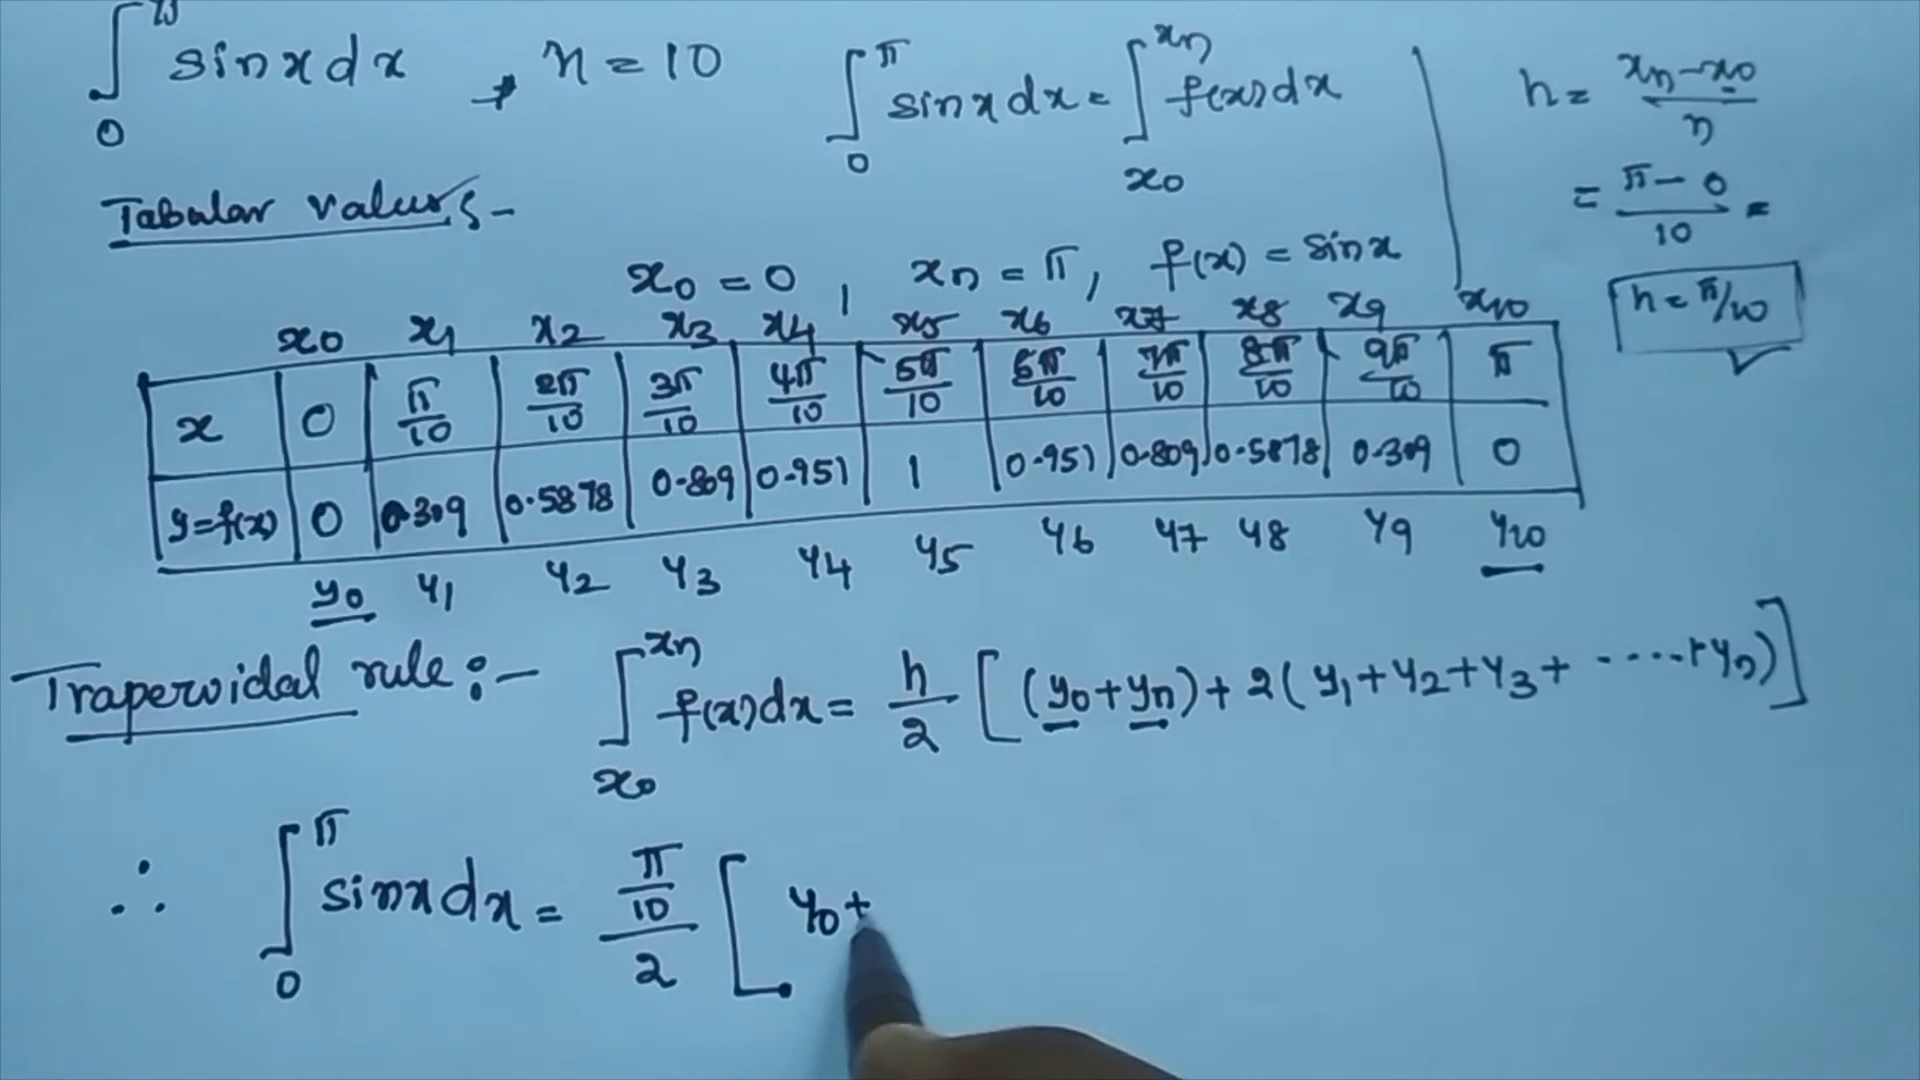 ∫₀^π sinx dx , n = 10
∫₀^π sinx dx = ∫_{x₀}^{xₙ} f(x) dx
h = (xₙ - x₀)/n
= (π - 0)/10 =
h = π/10
Tabular values -
x₀ = 0 , xₙ = π , f(x) = sinx
x₀ x₁ x₂ x₃ x₄ x₅ x₆ x₇ x₈ x₉ x₁₀
x 0 π/10 2π/10 3π/10 4π/10 5π/10 6π/10 7π/10 8π/10 9π/10 π
y=f(x) 0 0.309 0.5878 0.809 0.951 1 0.951 0.809 0.5878 0.309 0
y₀ y₁ y₂ y₃ y₄ y₅ y₆ y₇ y₈ y₉ y₁₀
Trapezoidal rule :- ∫_{x₀}^{xₙ} f(x) dx = h/2 [ (y₀+yₙ) + 2(y₁+y₂+y₃+ .....+yₙ) ]
∴ ∫₀^π sinx dx = (π/10)/2 [ y₀+